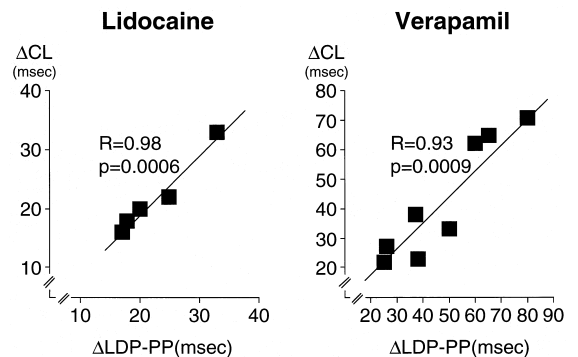 Lidocaine
ΔCL
(msec)
40
30
20
10
R=0.98
p=0.0006
10 20 30 40
ΔLDP-PP(msec)
Verapamil
ΔCL
(msec)
80
70
60
50
40
30
20
R=0.93
p=0.0009
20 30 40 50 60 70 80 90
ΔLDP-PP(msec)